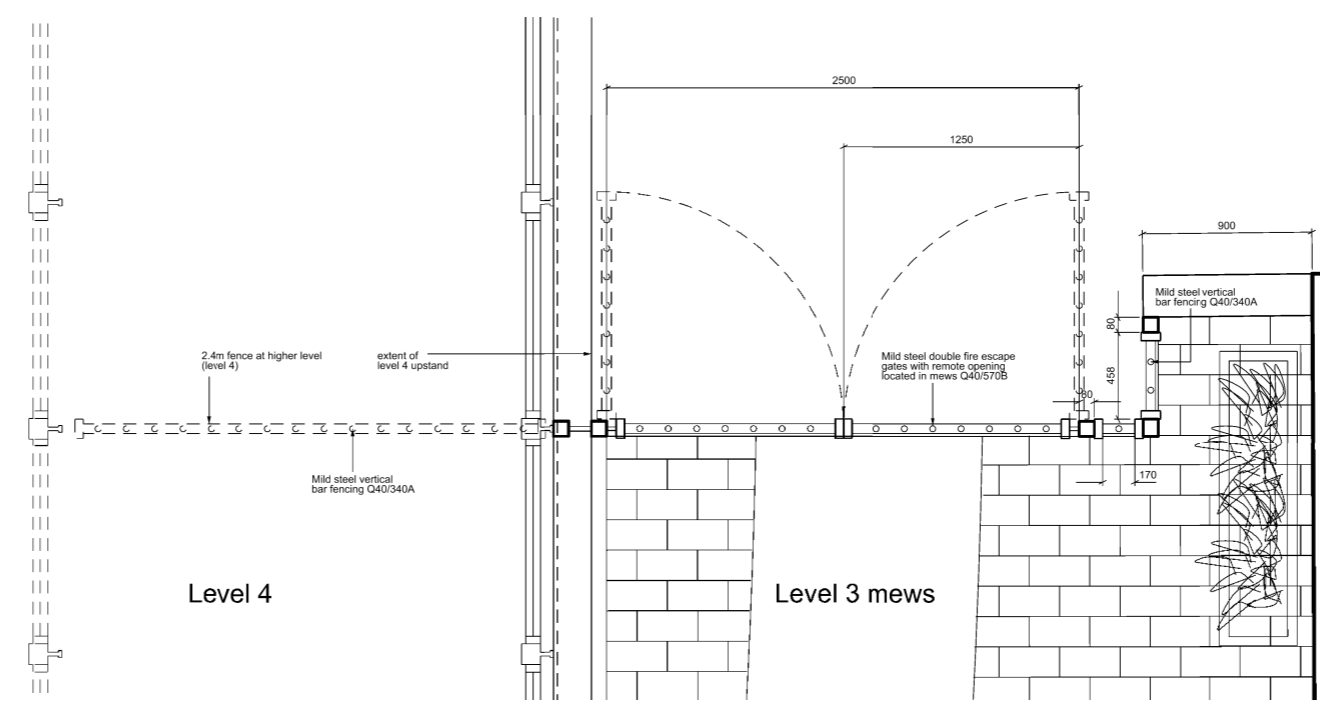 2500
1250
900
Mild steel vertical
bar fencing Q40/340A
80
2.4m fence at higher level
(level 4)
extent of
level 4 upstand
Mild steel double fire escape
gates with remote opening
located in mews Q40/570B
458
80
Mild steel vertical
bar fencing Q40/340A
170
Level 4
Level 3 mews